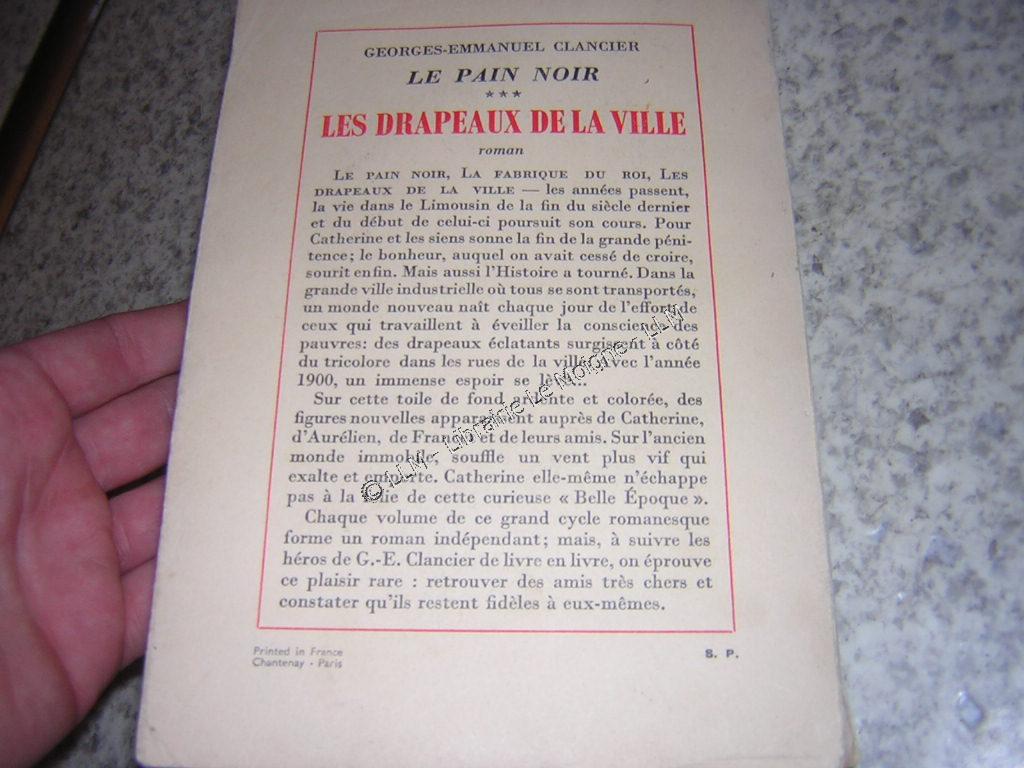 GEORGES-EMMANUEL CLANCIER
LE PAIN NOIR
★★★
LES DRAPEAUX DE LA VILLE
roman
LE PAIN NOIR, LA FABRIQUE DU ROI, LES
DRAPEAUX DE LA VILLE — les années passent,
la vie dans le Limousin de la fin du siècle dernier
et du début de celui-ci poursuit son cours. Pour
Catherine et les siens sonne la fin de la grande péni-
tence; le bonheur, auquel on avait cessé de croire,
sourit enfin. Mais aussi l'Histoire a tourné. Dans la
grande ville industrielle où tous se sont transportés,
un monde nouveau naît chaque jour de l'effort de
ceux qui travaillent à éveiller la conscience des
pauvres: des drapeaux éclatants surgissent à côté
du tricolore dans les rues de la ville. Avec l'année
1900, un immense espoir se lève...
Sur cette toile de fond ardente et colorée, des
figures nouvelles apparaissent auprès de Catherine,
d'Aurélien, de Francet et de leurs amis. Sur l'ancien
monde immobile, souffle un vent plus vif qui
exalte et emporte. Catherine elle-même n'échappe
pas à la folie de cette curieuse « Belle Époque ».
Chaque volume de ce grand cycle romanesque
forme un roman indépendant; mais, à suivre les
héros de G.-E. Clancier de livre en livre, on éprouve
ce plaisir rare : retrouver des amis très chers et
constater qu'ils restent fidèles à eux-mêmes.
Printed in France
Chantenay - Paris
S. P.
© LLM - Librairie Le Moigne - LLM